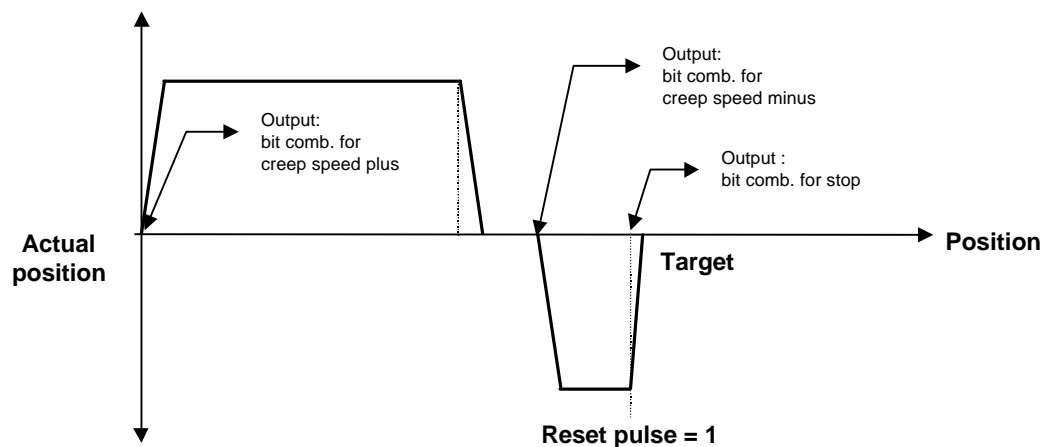 Output:
bit comb. for
creep speed minus
Output:
bit comb. for
creep speed plus
Output :
bit comb. for stop
Actual
position
Position
Target
Reset pulse = 1